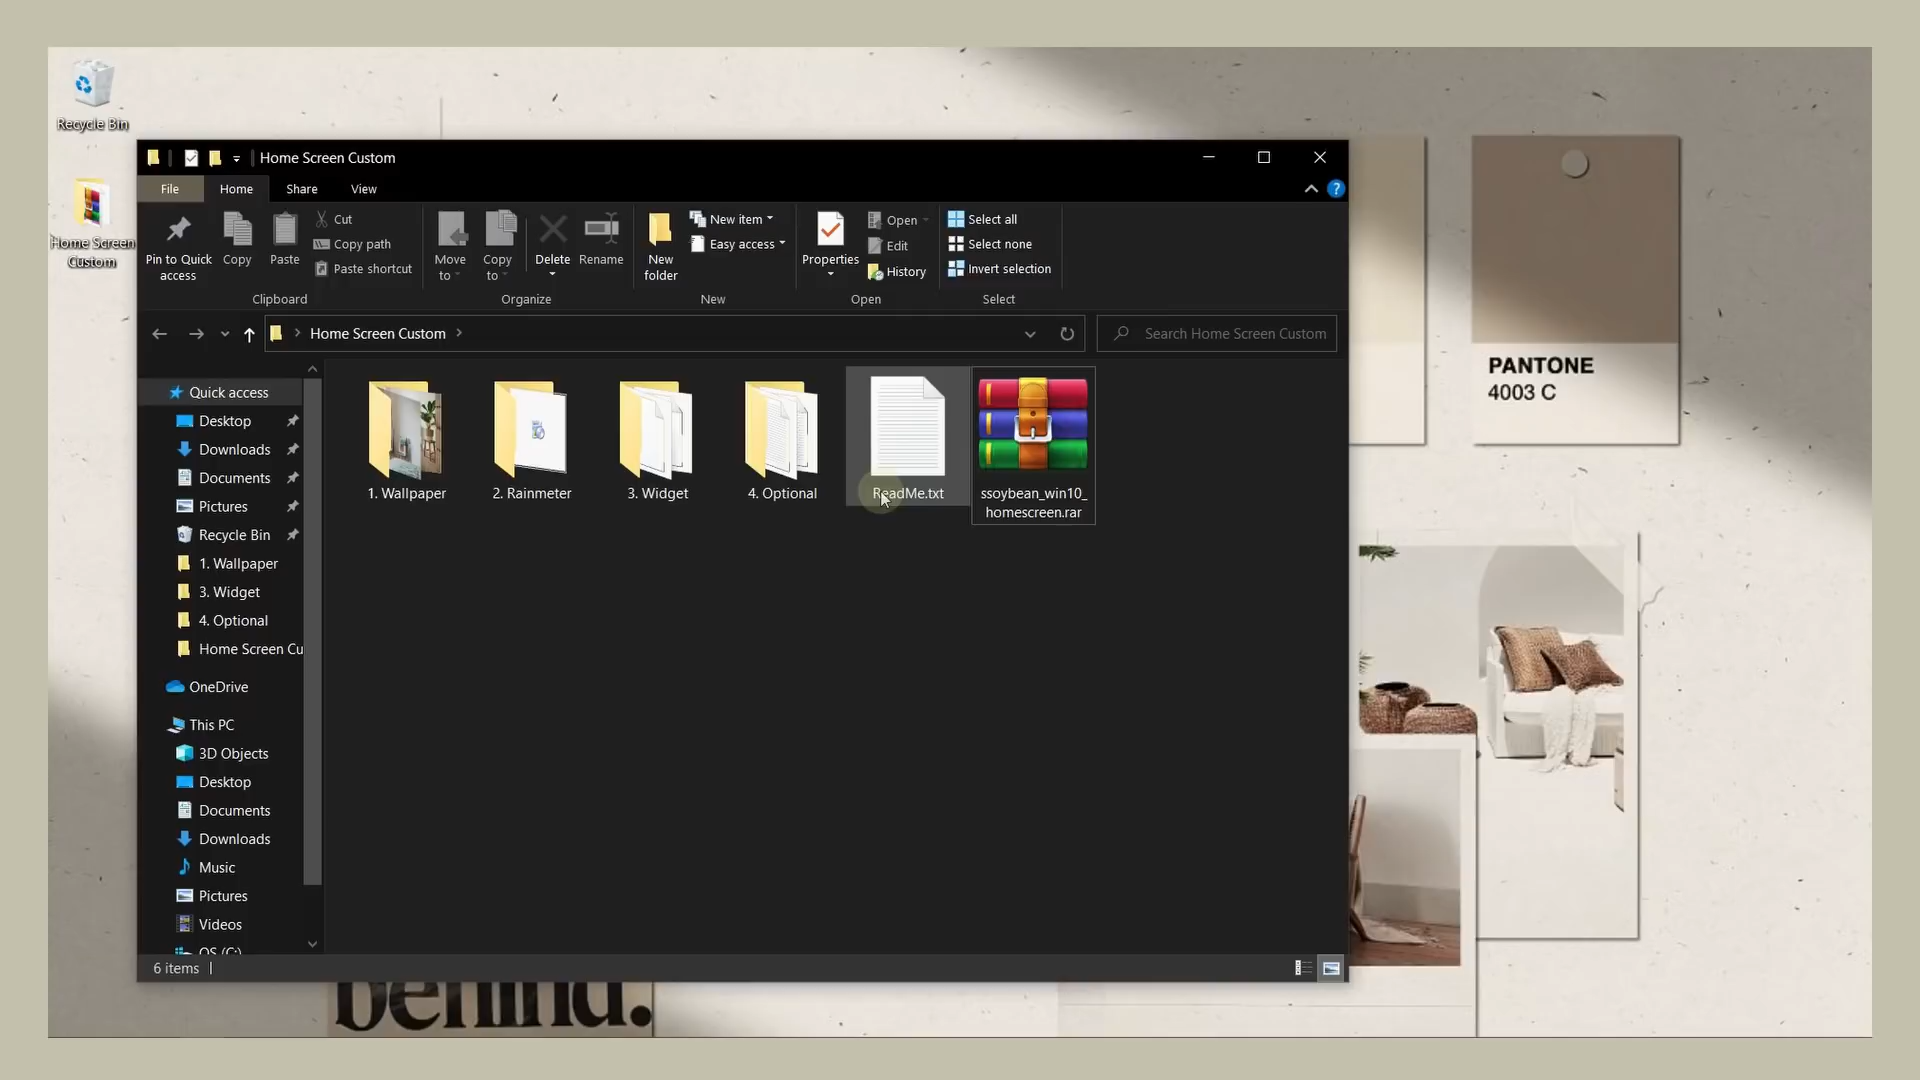 Recycle Bin
Home Screen
Custom
Home Screen Custom
File
Home
Share
View
Pin to Quick
access
Copy
Paste
Cut
Copy path
Paste shortcut
Clipboard
Move
to
Copy
to
Delete
Rename
Organize
New
folder
New item
Easy access
New
Properties
Open
Edit
History
Open
Select all
Select none
Invert selection
Select
Home Screen Custom
Search Home Screen Custom
Quick access
Desktop
Downloads
Documents
Pictures
Recycle Bin
1. Wallpaper
3. Widget
4. Optional
Home Screen Cu
OneDrive
This PC
3D Objects
Desktop
Documents
Downloads
Music
Pictures
Videos
OS (C:)
1. Wallpaper
2. Rainmeter
3. Widget
4. Optional
ReadMe.txt
ssoybean_win10_
homescreen.rar
6 items
PANTONE
4003 C
behind.